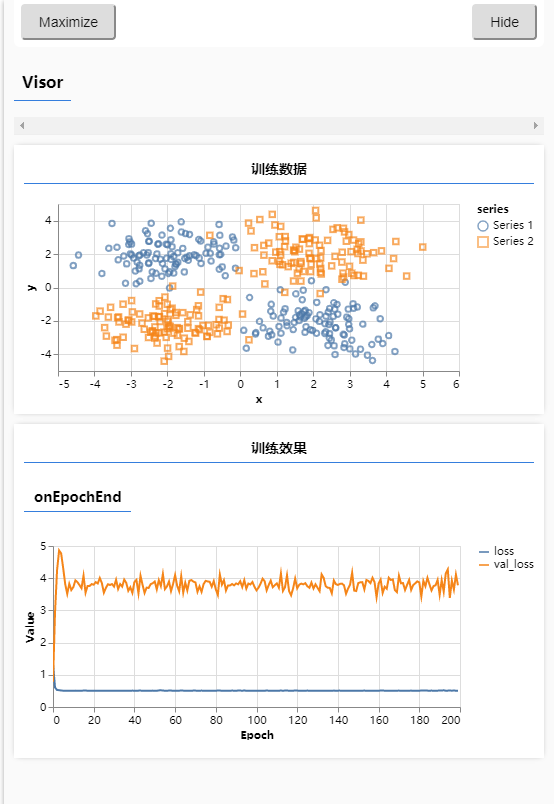 Maximize Hide
Visor
训练数据
series
Series 1
Series 2
4
2
0
-2
-4
y
-5 -4 -3 -2 -1 0 1 2 3 4 5 6
x
训练效果
onEpochEnd
loss
val_loss
5
4
3
2
1
0
Value
0 20 40 60 80 100 120 140 160 180 200
Epoch